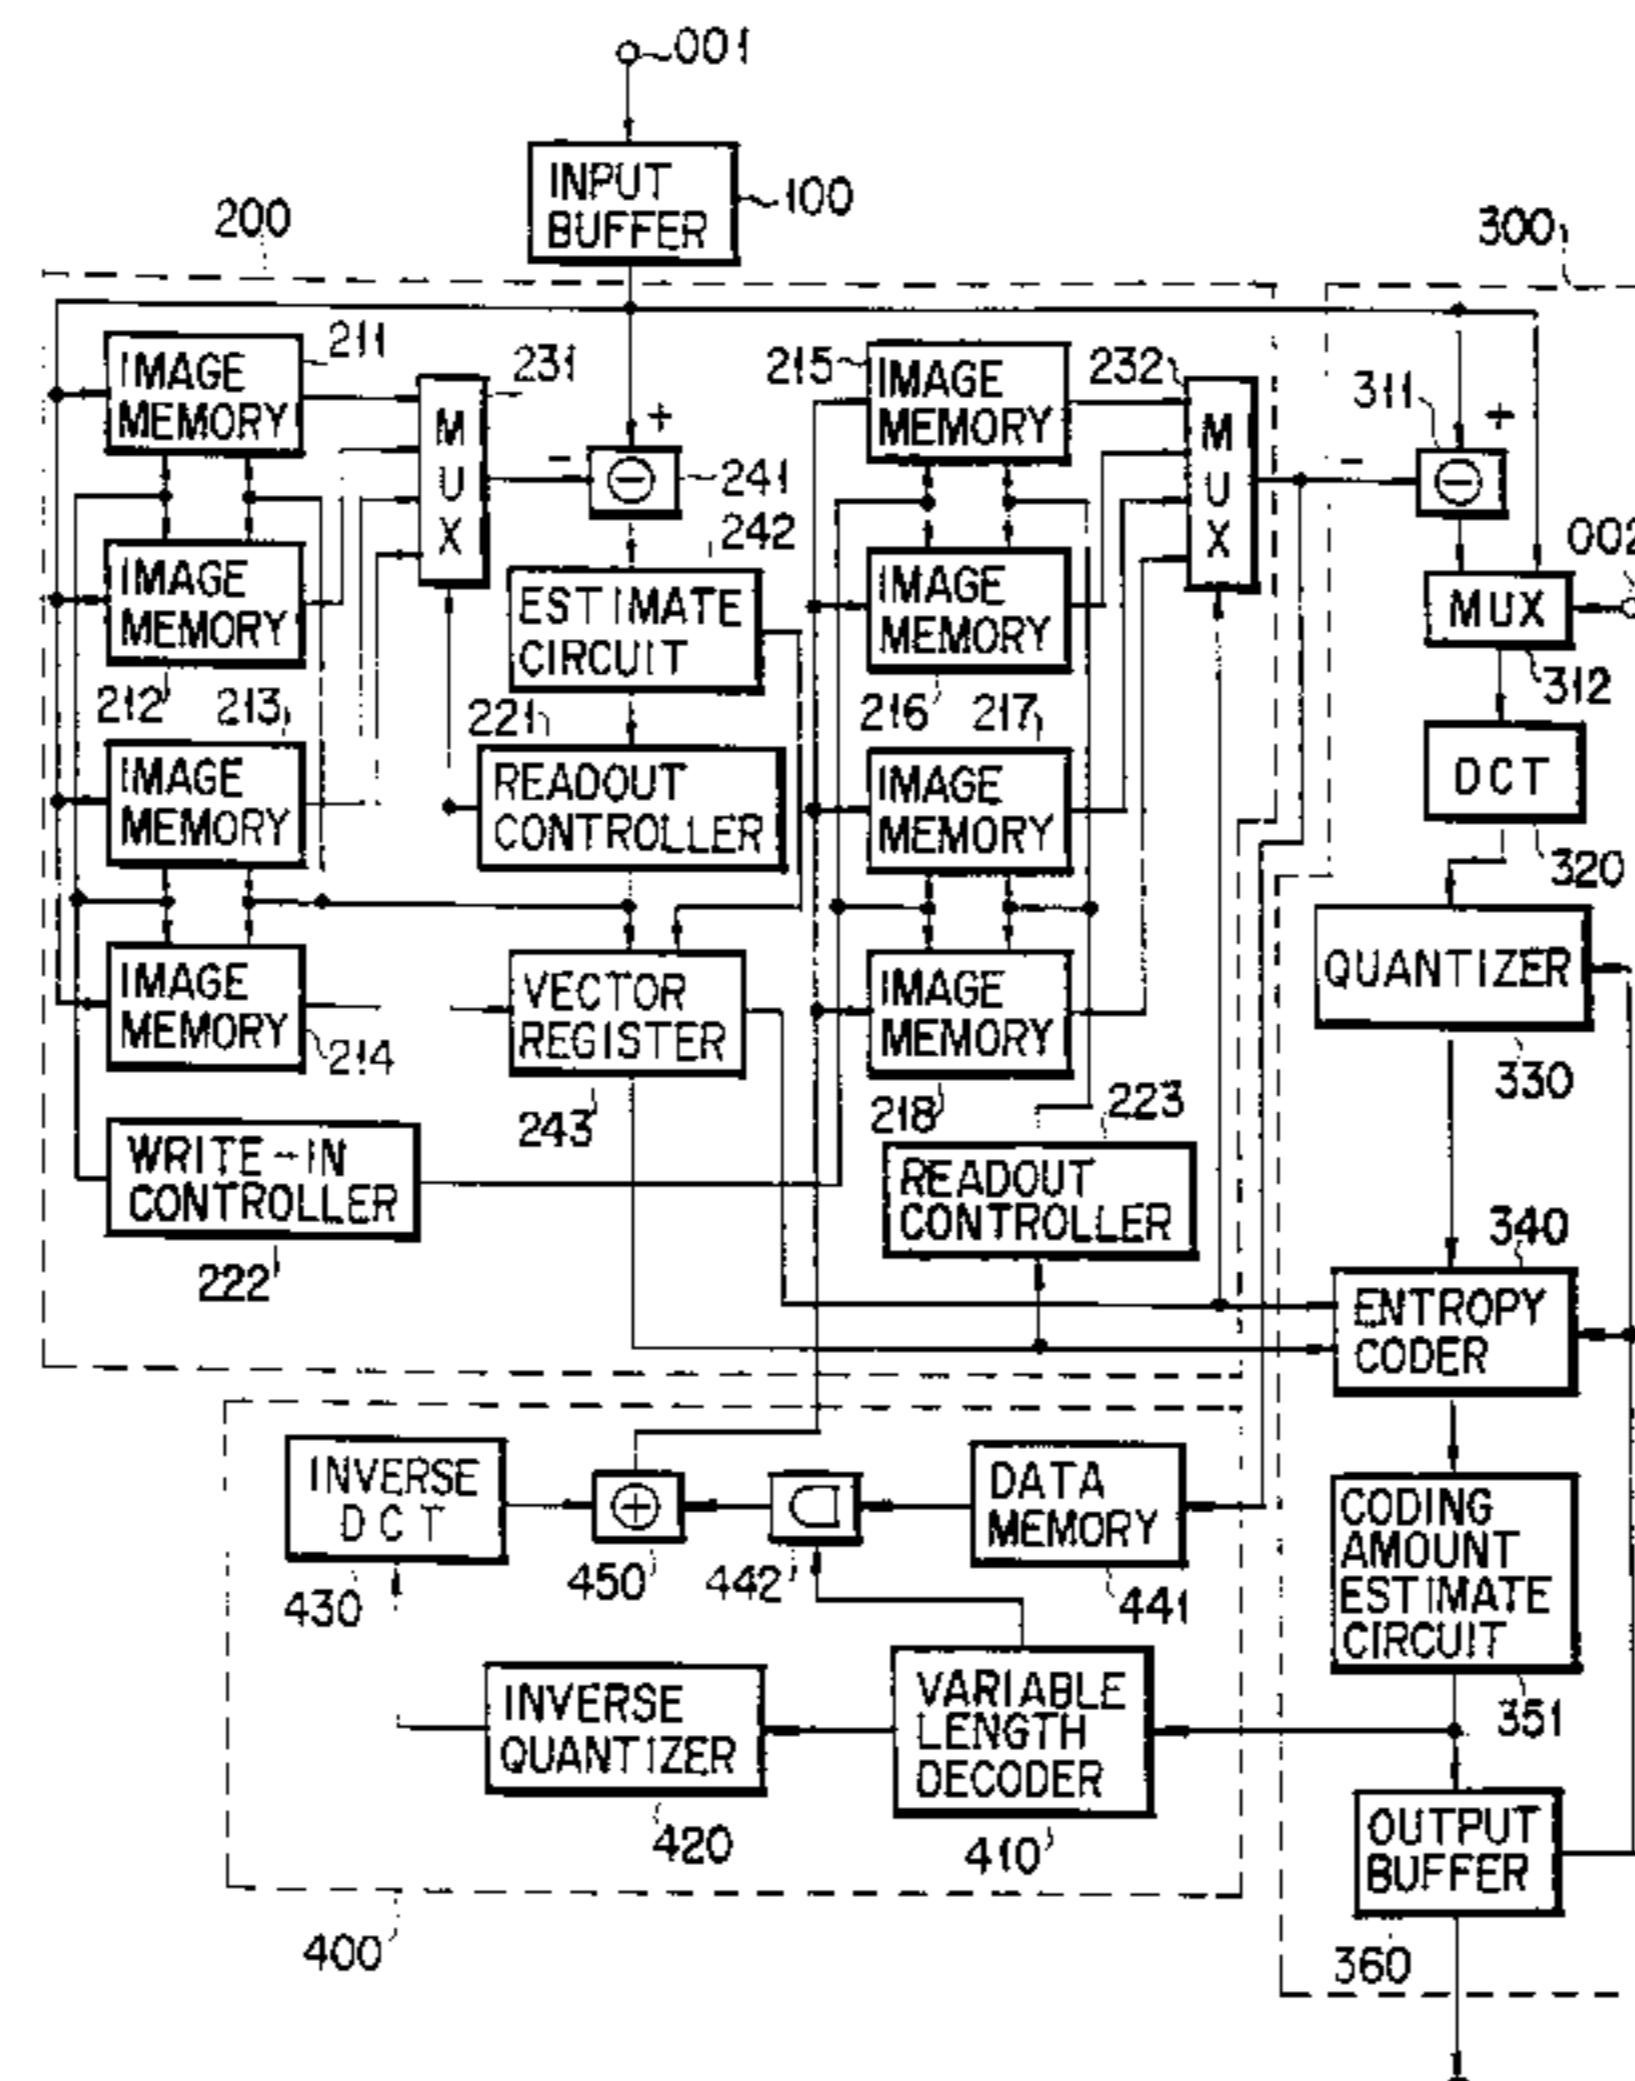 001
INPUT
BUFFER
100
200
300
211
IMAGE
MEMORY
231
M
U
X
+
-
241
242
215
IMAGE
MEMORY
232
M
U
X
311
+
-
IMAGE
MEMORY
212
213
ESTIMATE
CIRCUIT
IMAGE
MEMORY
216
217
002
MUX
312
IMAGE
MEMORY
221
READOUT
CONTROLLER
IMAGE
MEMORY
DCT
320
IMAGE
MEMORY
214
VECTOR
REGISTER
243
IMAGE
MEMORY
218
QUANTIZER
330
WRITE-IN
CONTROLLER
222
223
READOUT
CONTROLLER
340
ENTROPY
CODER
INVERSE
DCT
430
450
442
DATA
MEMORY
441
CODING
AMOUNT
ESTIMATE
CIRCUIT
351
INVERSE
QUANTIZER
420
VARIABLE
LENGTH
DECODER
410
OUTPUT
BUFFER
360
400